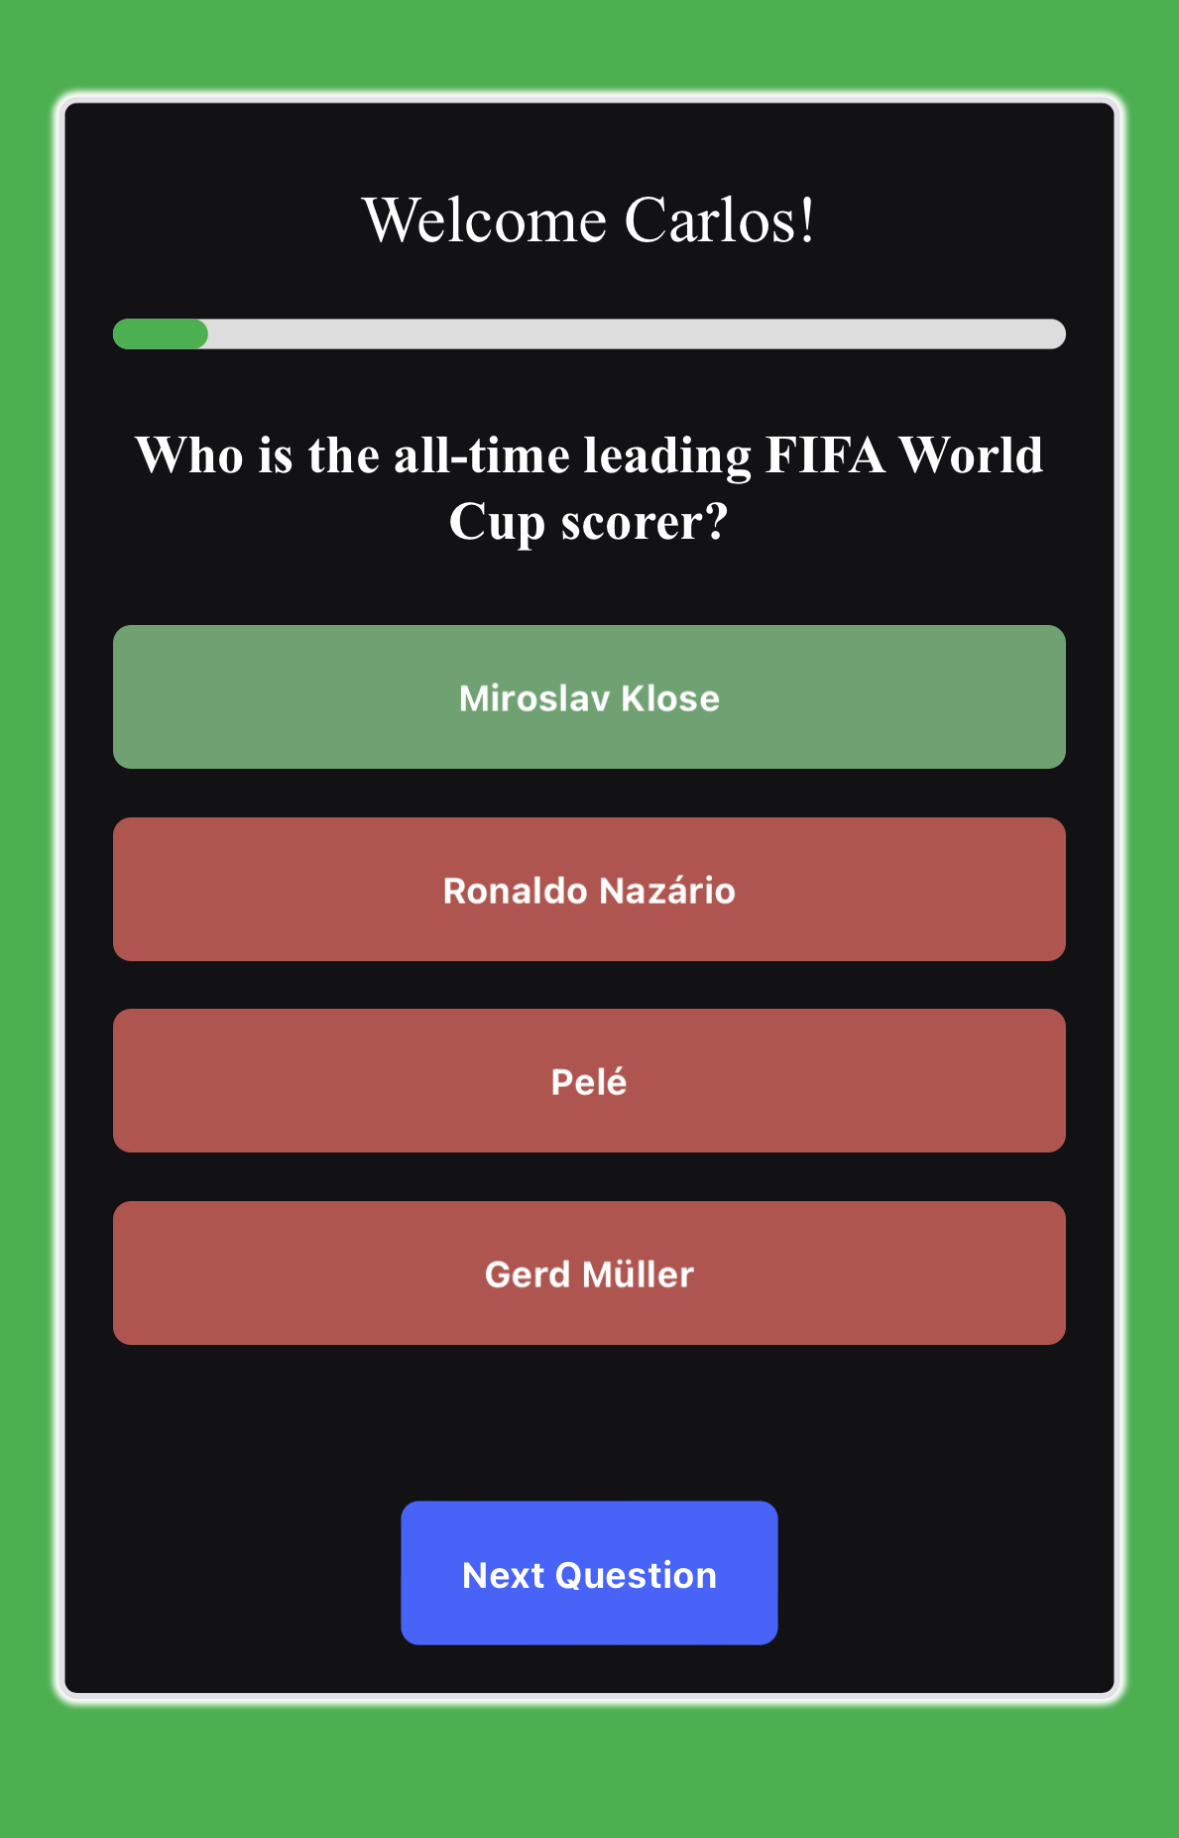 Welcome Carlos!
Who is the all-time leading FIFA World
Cup scorer?
Miroslav Klose
Ronaldo Nazário
Pelé
Gerd Müller
Next Question